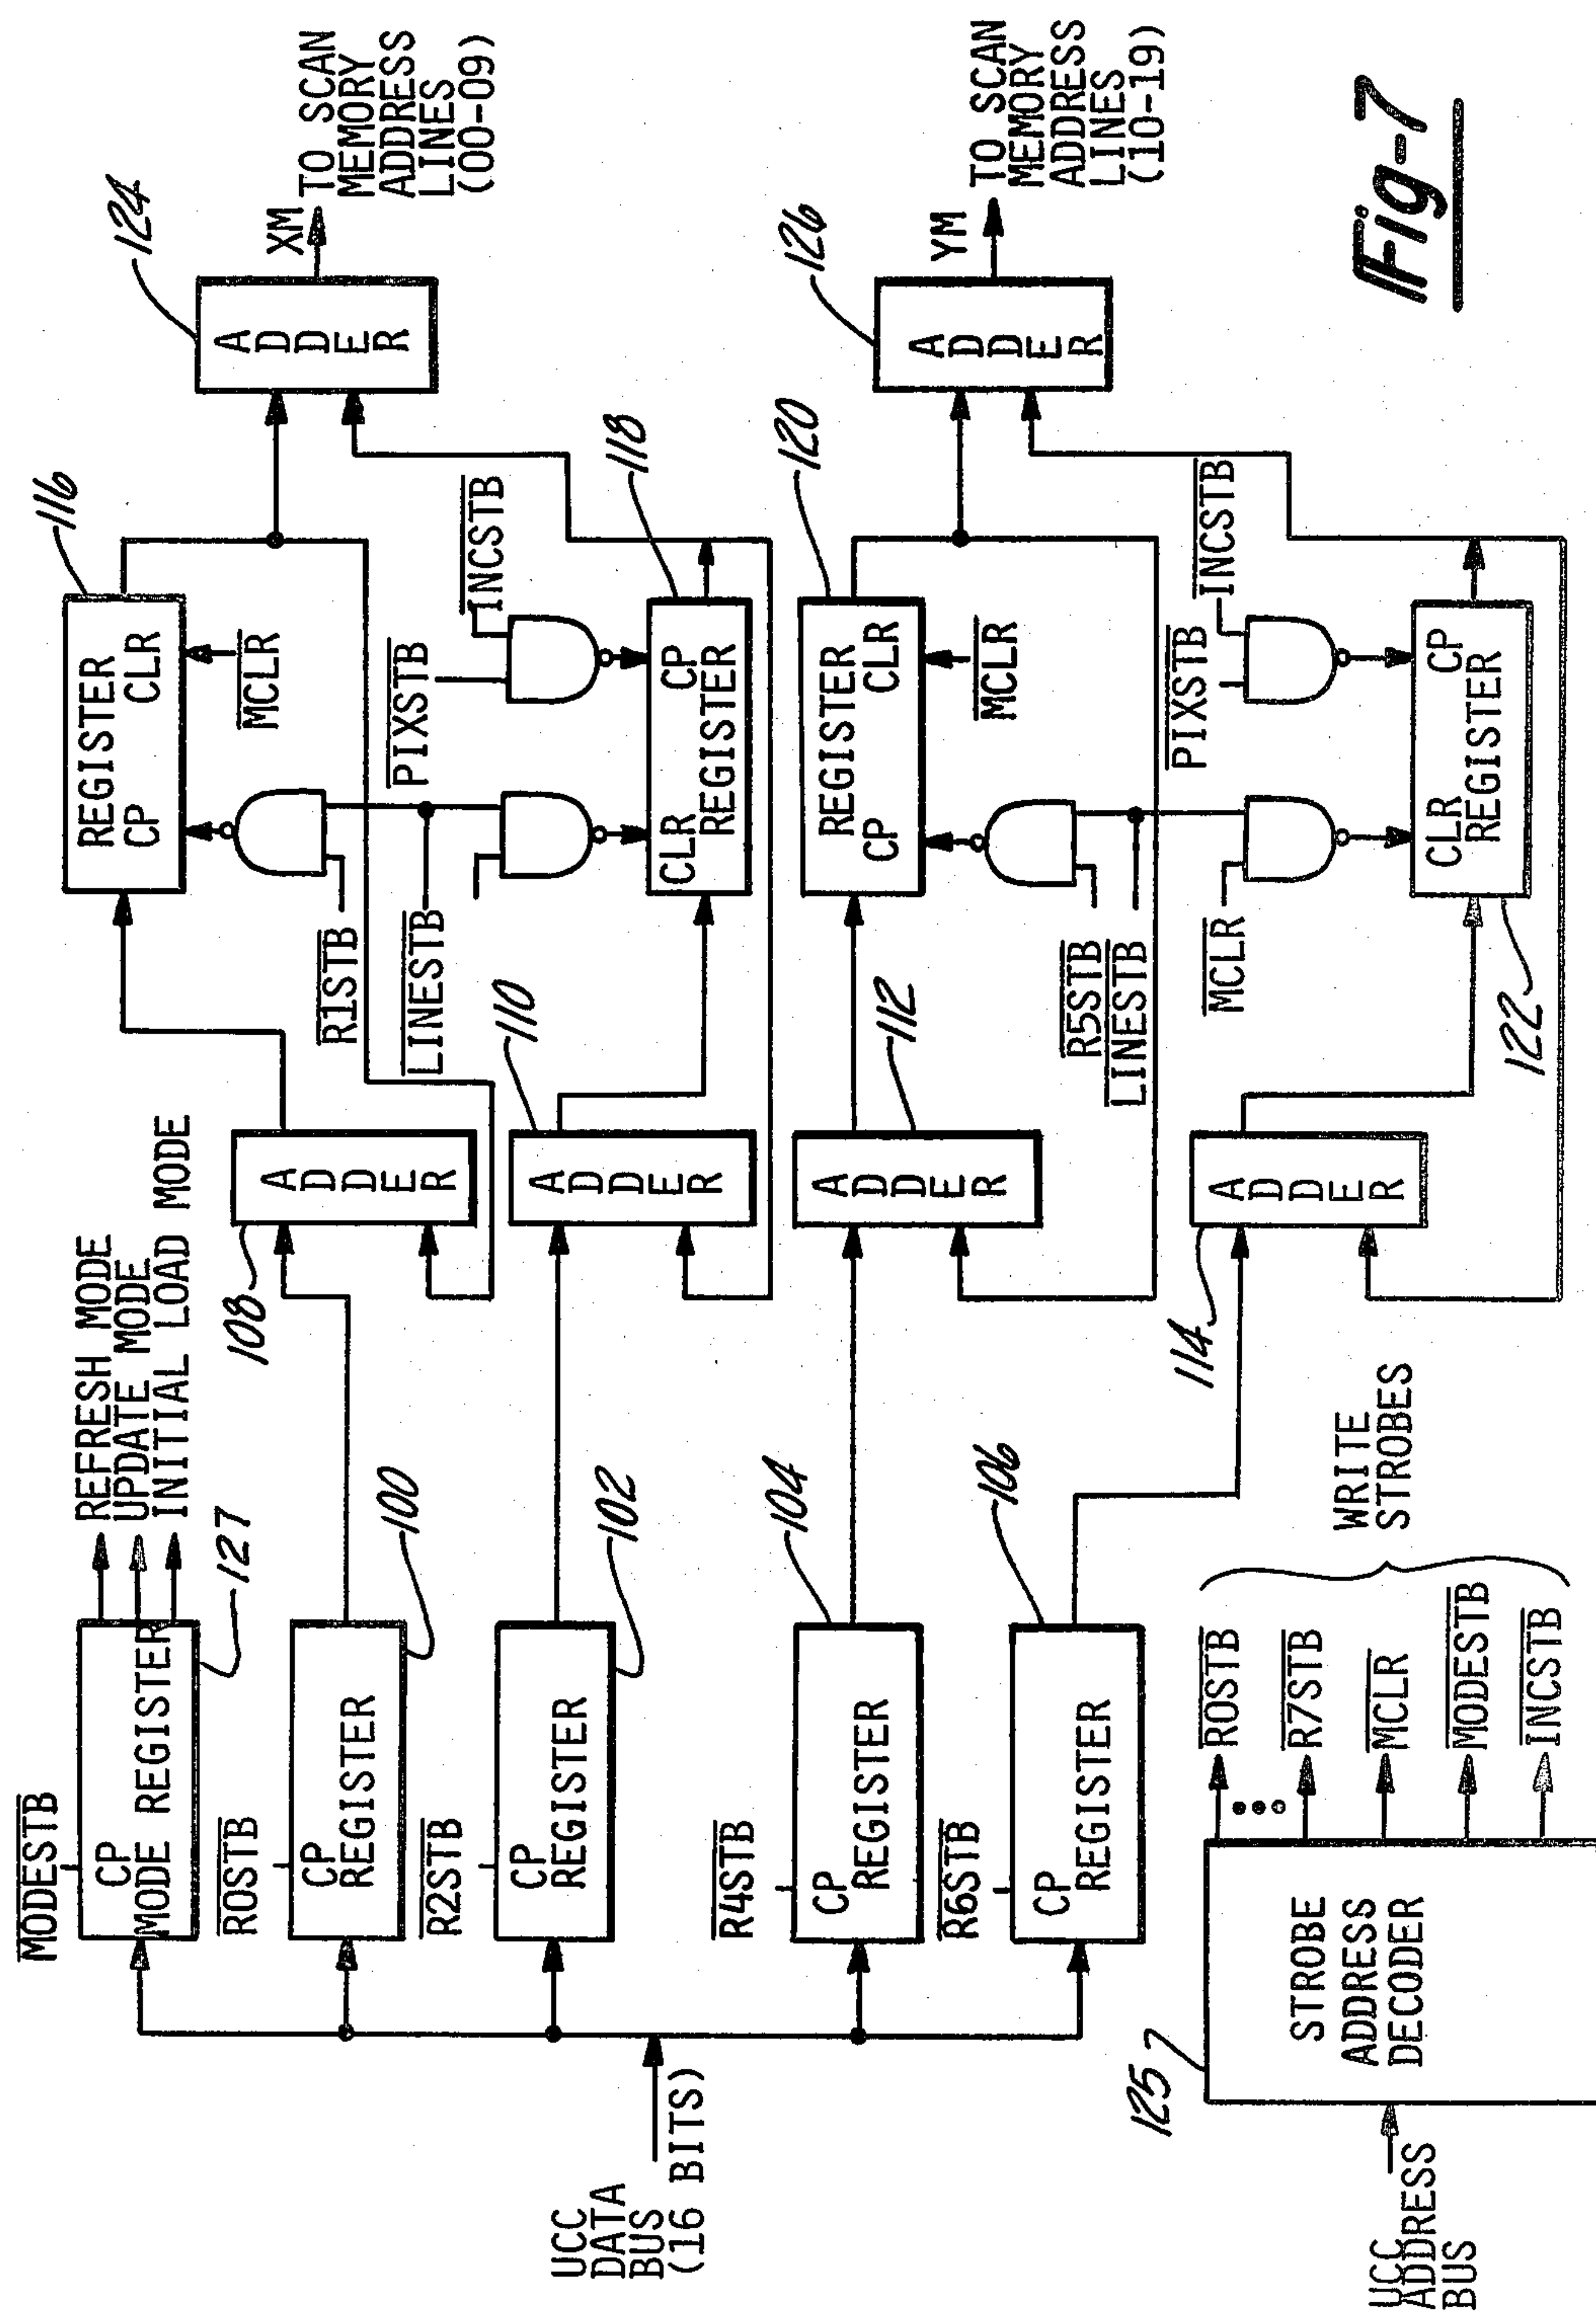 MODESTB
CP
MODE REGISTER
127
REFRESH MODE
UPDATE MODE
INITIAL LOAD MODE
R0STB
CP
REGISTER
100
R2STB
CP
REGISTER
102
UCC
DATA
BUS
(16 BITS)
R4STB
CP
REGISTER
104
R6STB
CP
REGISTER
106
108
ADDER
110
ADDER
112
ADDER
114
ADDER
116
REGISTER
CP CLR
MCLR
R1STB
LINESTB
PIXSTB
INCSTB
118
CLR CP
REGISTER
120
REGISTER
CP CLR
MCLR
R5STB
LINESTB
MCLR
PIXSTB
INCSTB
CLR CP
REGISTER
122
124
ADDER
XM
TO SCAN
MEMORY
ADDRESS
LINES
(00-09)
126
ADDER
YM
TO SCAN
MEMORY
ADDRESS
LINES
(10-19)
UCC
ADDRESS
BUS
125
STROBE
ADDRESS
DECODER
R0STB
R7STB
MCLR
MODESTB
INCSTB
WRITE
STROBES
Fig-7